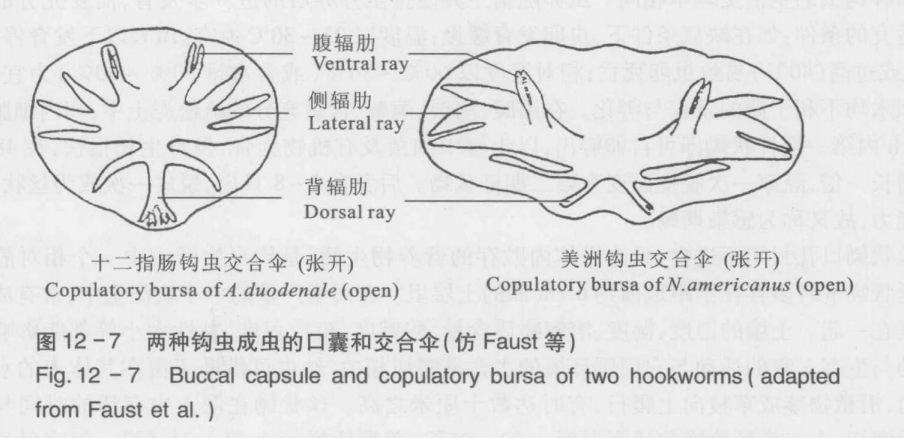 腹辐肋
Ventral ray
侧辐肋
Lateral ray
背辐肋
Dorsal ray
十二指肠钩虫交合伞 (张开)
Copulatory bursa of A.duodenale(open)
美洲钩虫交合伞 (张开)
Copulatory bursa of N.americanus (open)
图 12-7 两种钩虫成虫的口囊和交合伞(仿 Faust 等)
Fig. 12-7 Buccal capsule and copulatory bursa of two hookworms (adapted
from Faust et al.)